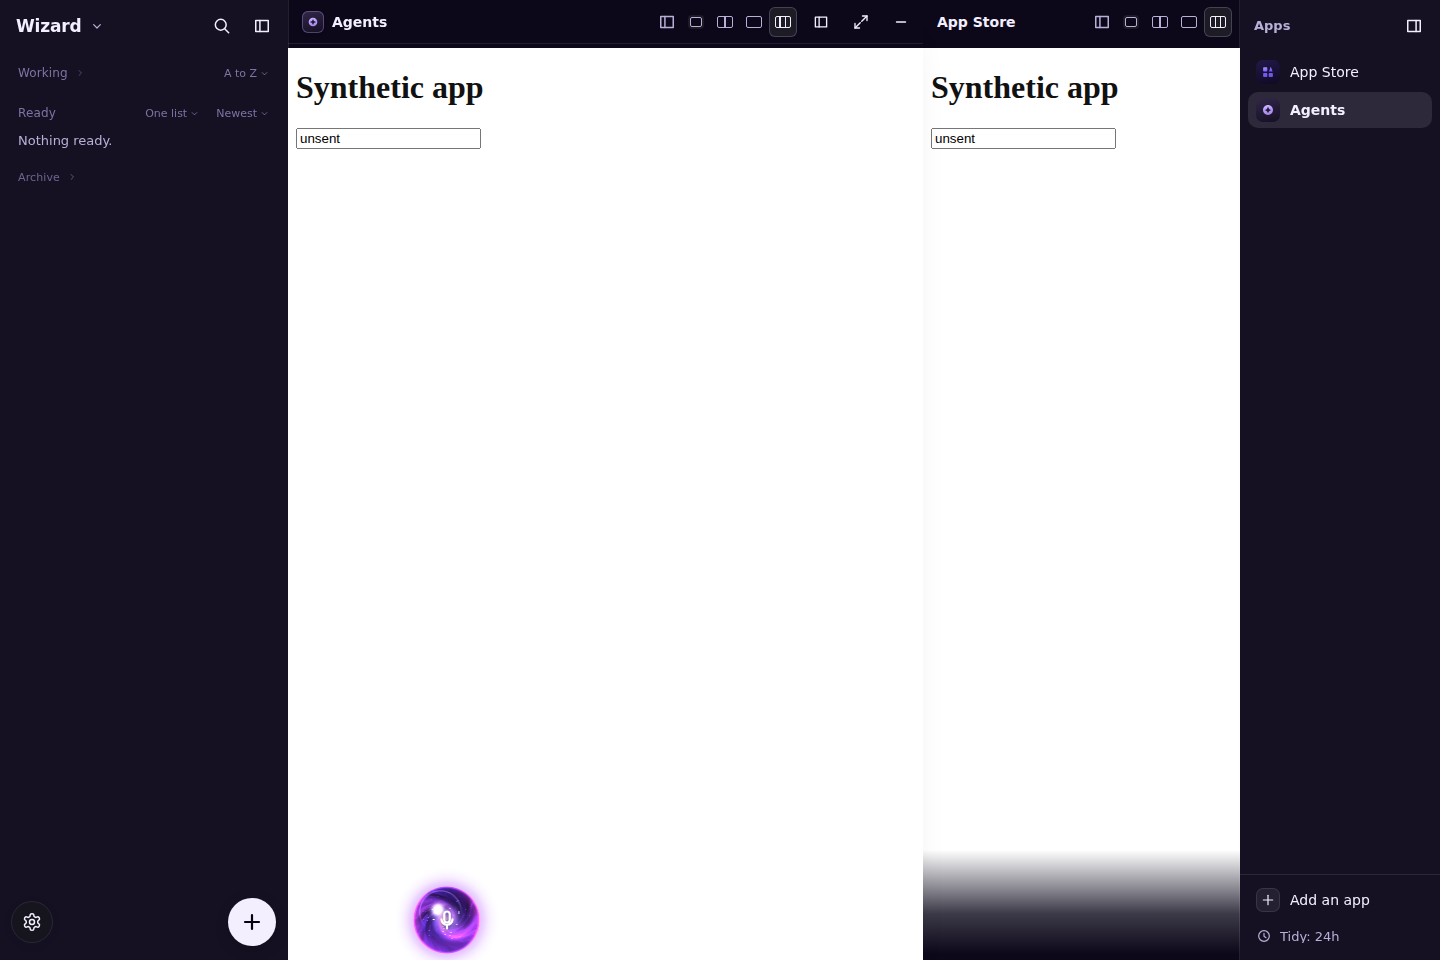 Wizard
Working
A to Z
Ready
One list
Newest
Nothing ready.
Archive
Agents
Synthetic app
unsent
App Store
Synthetic app
unsent
Apps
App Store
Agents
Add an app
Tidy: 24h